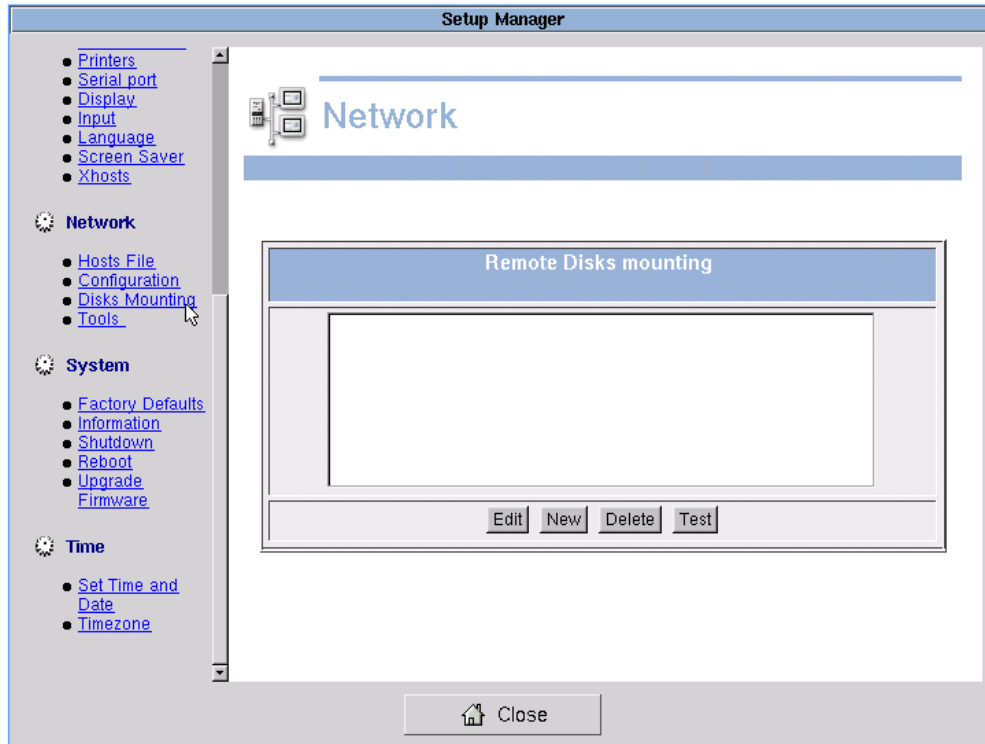 Setup Manager
Printers
Serial port
Display
Input
Language
Screen Saver
Xhosts
Network
Hosts File
Configuration
Disks Mounting
Tools
System
Factory Defaults
Information
Shutdown
Reboot
Upgrade
Firmware
Time
Set Time and
Date
Timezone
Network
Remote Disks mounting
Edit New Delete Test
Close